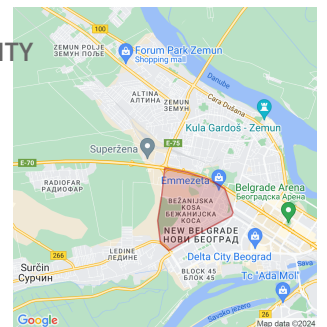 ITY
100
ZEMUN POLJE
ЗЕМУН ПОЉЕ
Forum Park Zemun
Shopping mall
Danube
ALTINA
АЛТИНА
ZEMUN
ЗЕМУН
Cara Dušana
Kula Gardoš - Zemun
E-75
Superžena
E-70
RADIOFAR
РАДИОФАР
Emmezeta
Belgrade Arena
Београдска Арена
BEŽANIJSKA
KOSA
БЕЖАНИЈСКА
КОСА
NEW BELGRADE
НОВИ БЕОГРАД
LEDINE
ЛЕДИНЕ
266
Surčin
Сурчин
Delta City Beograd
Sava
BLOCK 45
БЛОК 45
Tc "Ada Mol"
Savsko jezero
26
Google
Map data ©2024